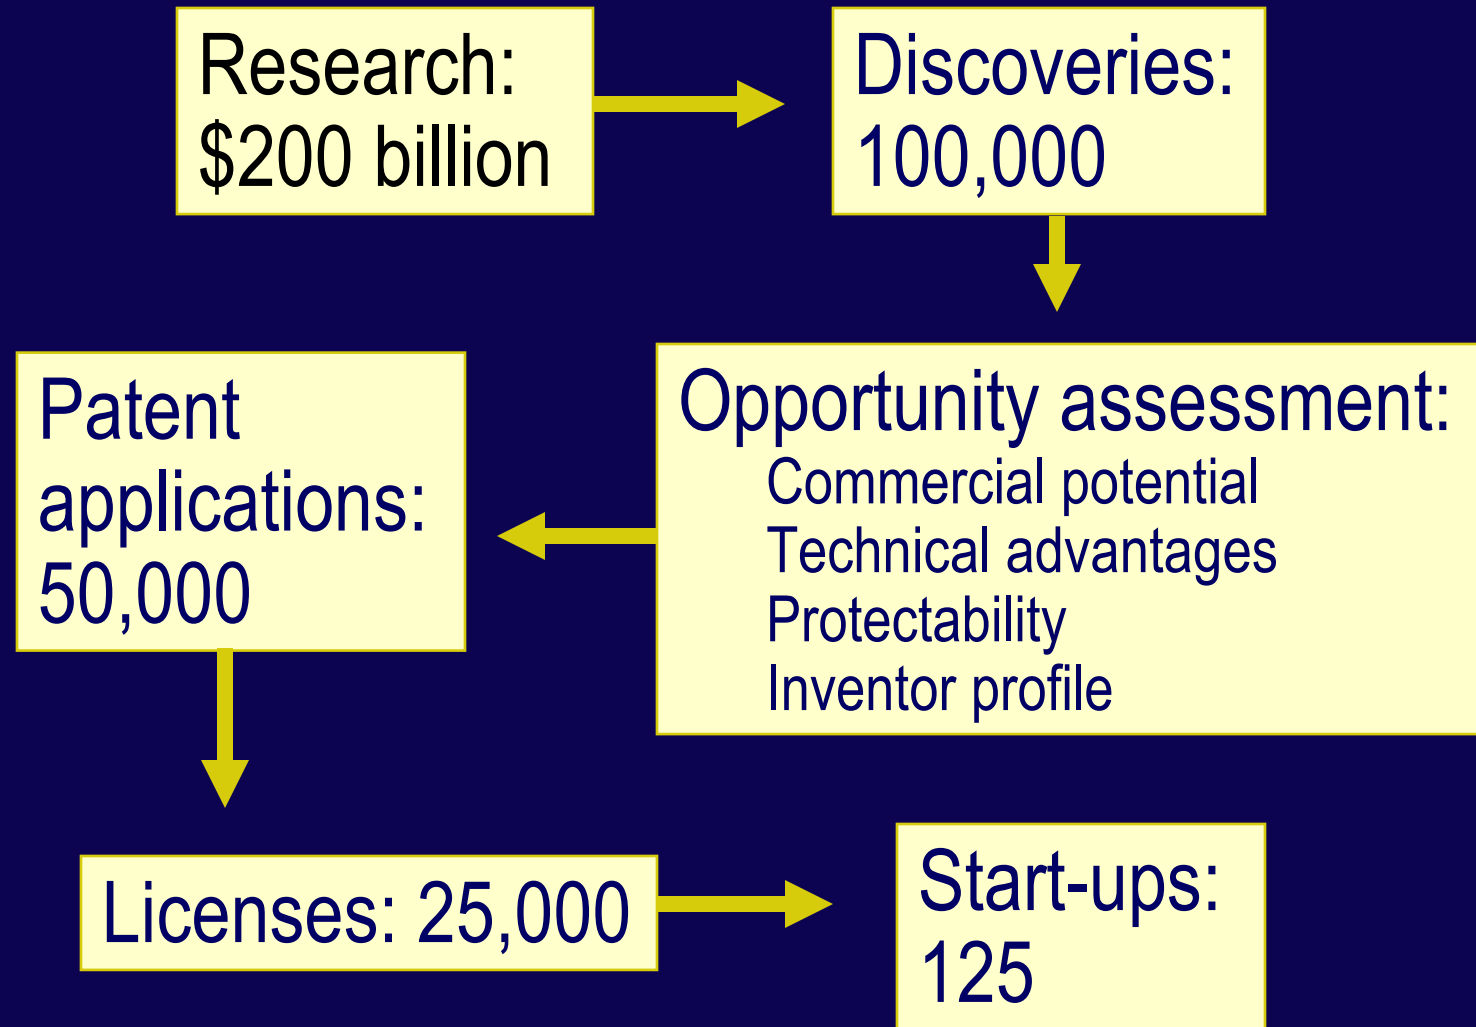 Research:
$200 billion
Discoveries:
100,000
Opportunity assessment:
Commercial potential
Technical advantages
Protectability
Inventor profile
Patent
applications:
50,000
Licenses: 25,000
Start-ups:
125